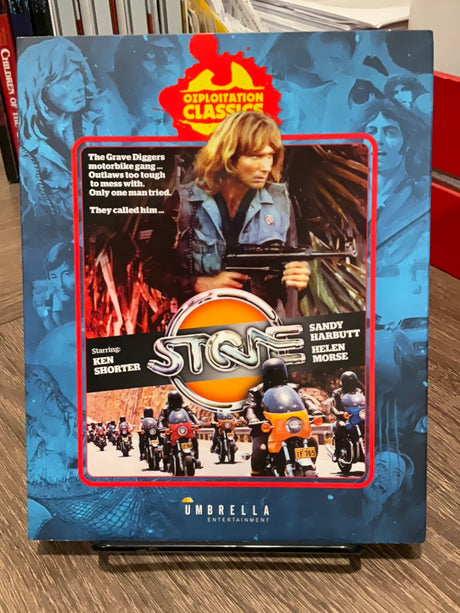 CHILDREN OF THE
OZPLOITATION
CLASSICS
The Grave Diggers
motorbike gang...
Outlaws too tough
to mess with.
Only one man tried.
They called him...
Starring:
KEN
SHORTER
STONE
SANDY
HARBUTT
HELEN
MORSE
UMBRELLA
ENTERTAINMENT